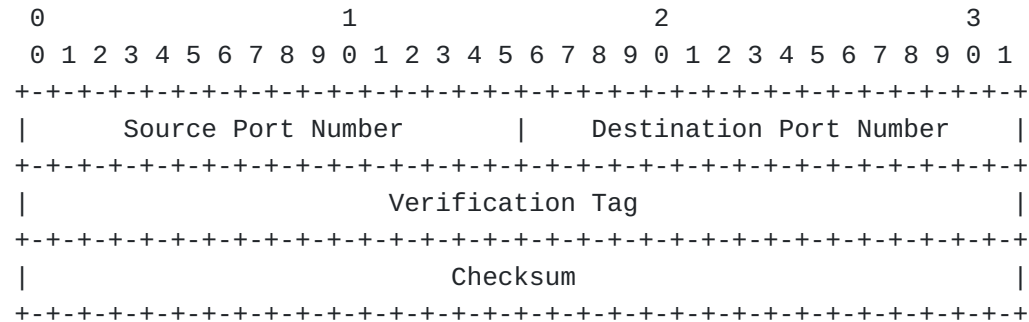 0                   1                   2                   3
 0 1 2 3 4 5 6 7 8 9 0 1 2 3 4 5 6 7 8 9 0 1 2 3 4 5 6 7 8 9 0 1
+-+-+-+-+-+-+-+-+-+-+-+-+-+-+-+-+-+-+-+-+-+-+-+-+-+-+-+-+-+-+-+-+
|      Source Port Number       |    Destination Port Number    |
+-+-+-+-+-+-+-+-+-+-+-+-+-+-+-+-+-+-+-+-+-+-+-+-+-+-+-+-+-+-+-+-+
|                       Verification Tag                        |
+-+-+-+-+-+-+-+-+-+-+-+-+-+-+-+-+-+-+-+-+-+-+-+-+-+-+-+-+-+-+-+-+
|                           Checksum                            |
+-+-+-+-+-+-+-+-+-+-+-+-+-+-+-+-+-+-+-+-+-+-+-+-+-+-+-+-+-+-+-+-+